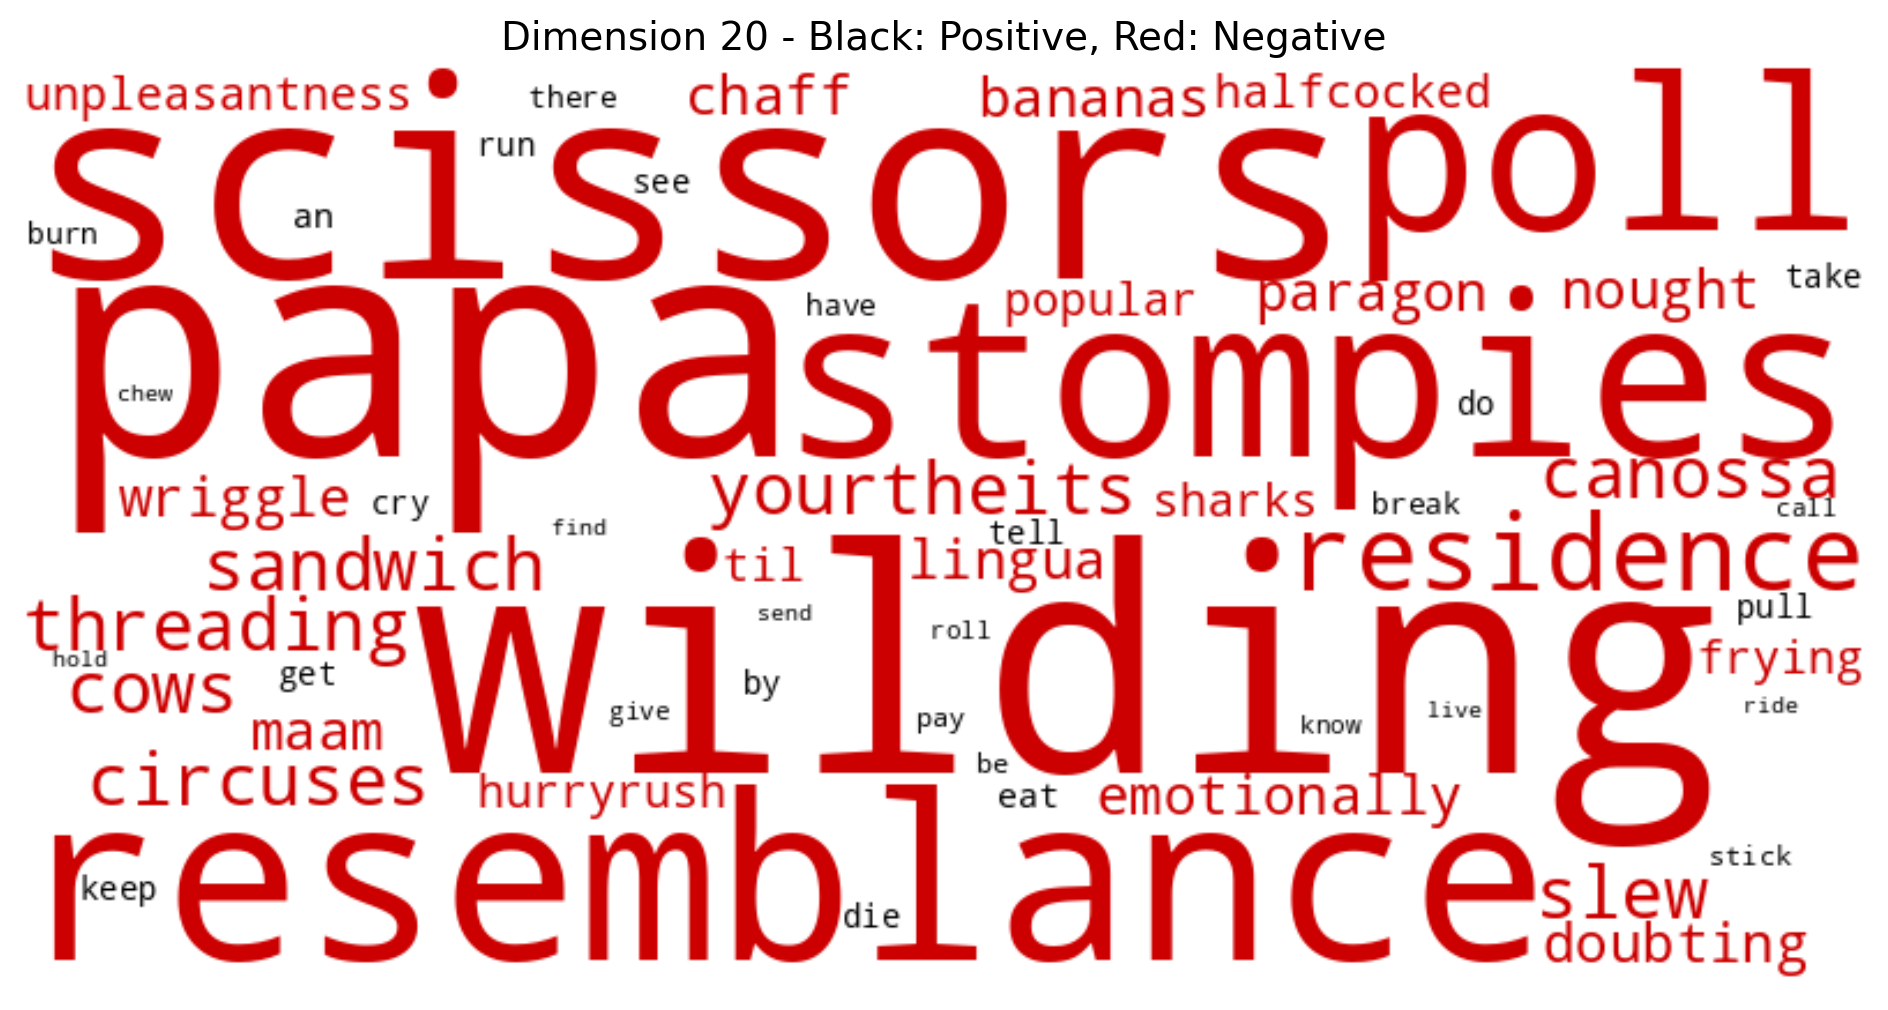 Dimension 20 - Black: Positive, Red: Negative
unpleasantness there chaff bananas halfcocked
scissors poll
run
see
burn an
papa stompies
have popular paragon nought take
chew do
wriggle cry yourtheits sharks break canossa
find tell call
sandwich til lingua residence
threading wilding
send roll pull
hold get by frying
cows give pay know live ride
maam
circuses hurryrush be eat emotionally
resemblance
keep die stick
slew
doubting